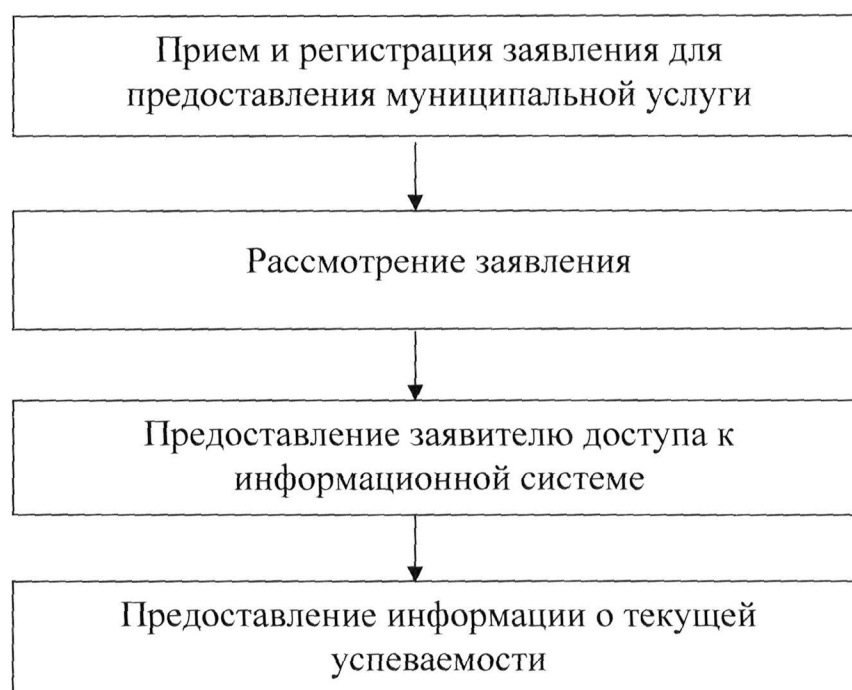 Прием и регистрация заявления для
предоставления муниципальной услуги
Рассмотрение заявления
Предоставление заявителю доступа к
информационной системе
Предоставление информации о текущей
успеваемости